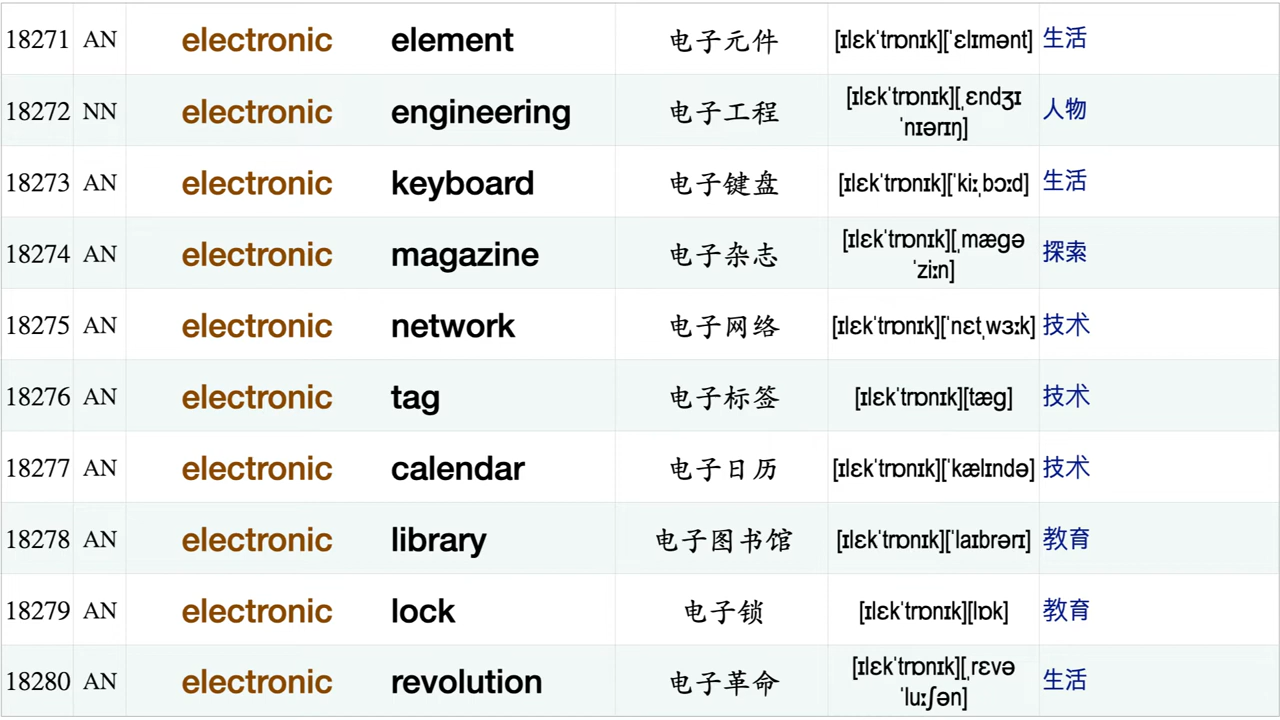 18271 AN electronic element 电子元件 [ɪlɛkˈtrɒnɪk][ˈɛlɪmənt] 生活
18272 NN electronic engineering 电子工程 [ɪlɛkˈtrɒnɪk][ˌɛndʒɪ
ˈnɪərɪŋ] 人物
18273 AN electronic keyboard 电子键盘 [ɪlɛkˈtrɒnɪk][ˈkiːˌbɔːd] 生活
18274 AN electronic magazine 电子杂志 [ɪlɛkˈtrɒnɪk][ˌmæɡə
ˈziːn] 探索
18275 AN electronic network 电子网络 [ɪlɛkˈtrɒnɪk][ˈnɛtˌwɜːk] 技术
18276 AN electronic tag 电子标签 [ɪlɛkˈtrɒnɪk][tæɡ] 技术
18277 AN electronic calendar 电子日历 [ɪlɛkˈtrɒnɪk][ˈkælɪndə] 技术
18278 AN electronic library 电子图书馆 [ɪlɛkˈtrɒnɪk][ˈlaɪbrərɪ] 教育
18279 AN electronic lock 电子锁 [ɪlɛkˈtrɒnɪk][lɒk] 教育
18280 AN electronic revolution 电子革命 [ɪlɛkˈtrɒnɪk][ˌrɛvə
ˈluːʃən] 生活